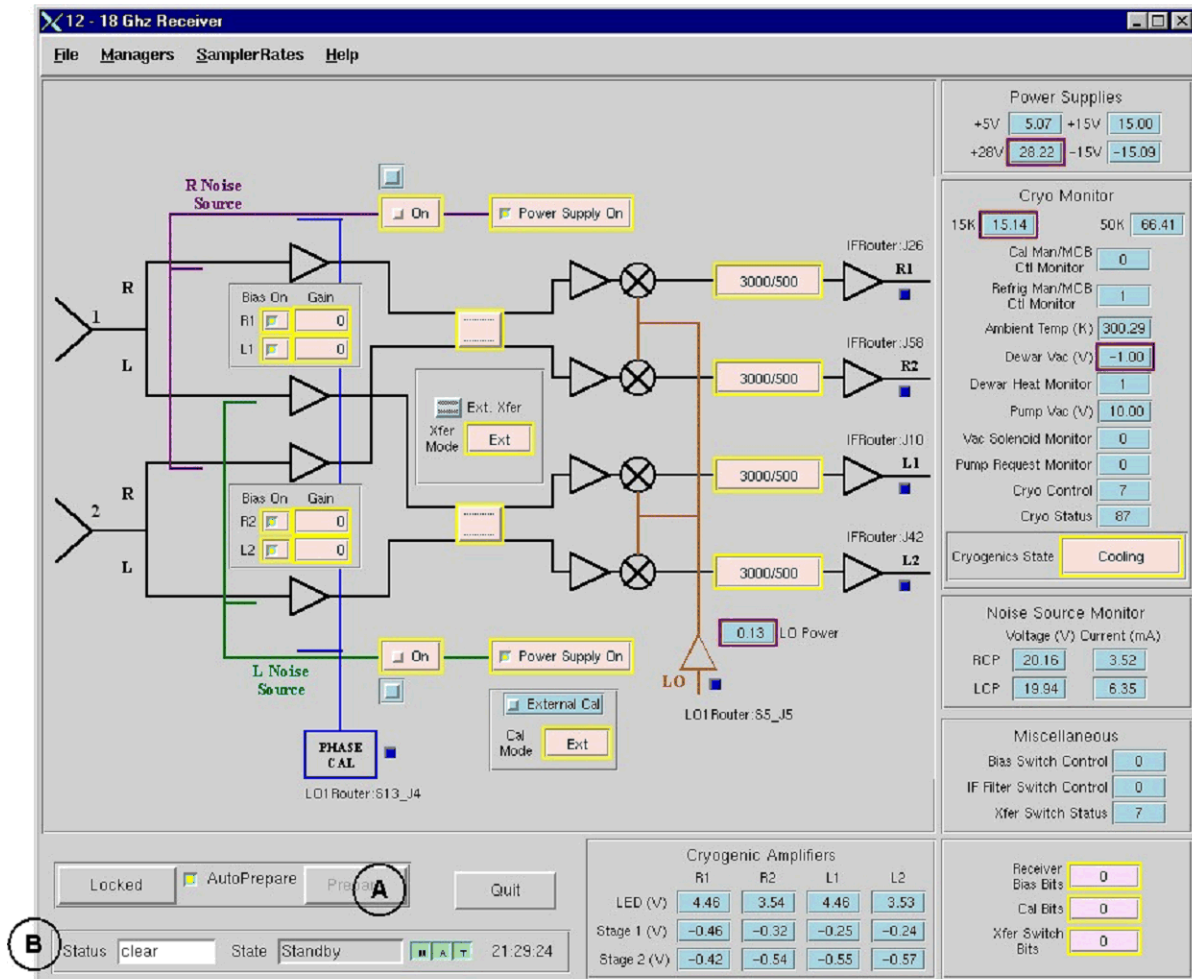 12 - 18 Ghz Receiver
File Managers SamplerRates Help
R Noise
Source
On
Power Supply On
R
1
L
Bias On Gain
R1 0
L1 0
R
2
L
Bias On Gain
R2 0
L2 0
Ext. Xfer
Xfer
Mode
Ext
3000/500
IFRouter:J26
R1
3000/500
IFRouter:J58
R2
3000/500
IFRouter:J10
L1
3000/500
IFRouter:J42
L2
0.13 LO Power
LO
LO1Router:S5_J5
L Noise
Source
On
Power Supply On
External Cal
Cal
Mode
Ext
PHASE
CAL
LO1Router:S13_J4
Power Supplies
+5V 5.07 +15V 15.00
+28V 28.22 -15V -15.09
Cryo Monitor
15K 15.14 50K 66.41
Cal Man/MCB
Ctl Monitor 0
Refrig Man/MCB
Ctl Monitor 1
Ambient Temp (K) 300.29
Dewar Vac (V) -1.00
Dewar Heat Monitor 1
Pump Vac (V) 10.00
Vac Solenoid Monitor 0
Pump Request Monitor 0
Cryo Control 7
Cryo Status 87
Cryogenics State Cooling
Noise Source Monitor
Voltage (V) Current (mA)
RCP 20.16 3.52
LCP 19.94 6.35
Miscellaneous
Bias Switch Control 0
IF Filter Switch Control 0
Xfer Switch Status 7
Locked AutoPrepare A Quit
B Status clear State Standby M A T 21:29:24
Cryogenic Amplifiers
R1 R2 L1 L2
LED (V) 4.46 3.54 4.46 3.53
Stage 1 (V) -0.46 -0.32 -0.25 -0.24
Stage 2 (V) -0.42 -0.54 -0.55 -0.57
Receiver
Bias Bits 0
Cal Bits 0
Xfer Switch
Bits 0